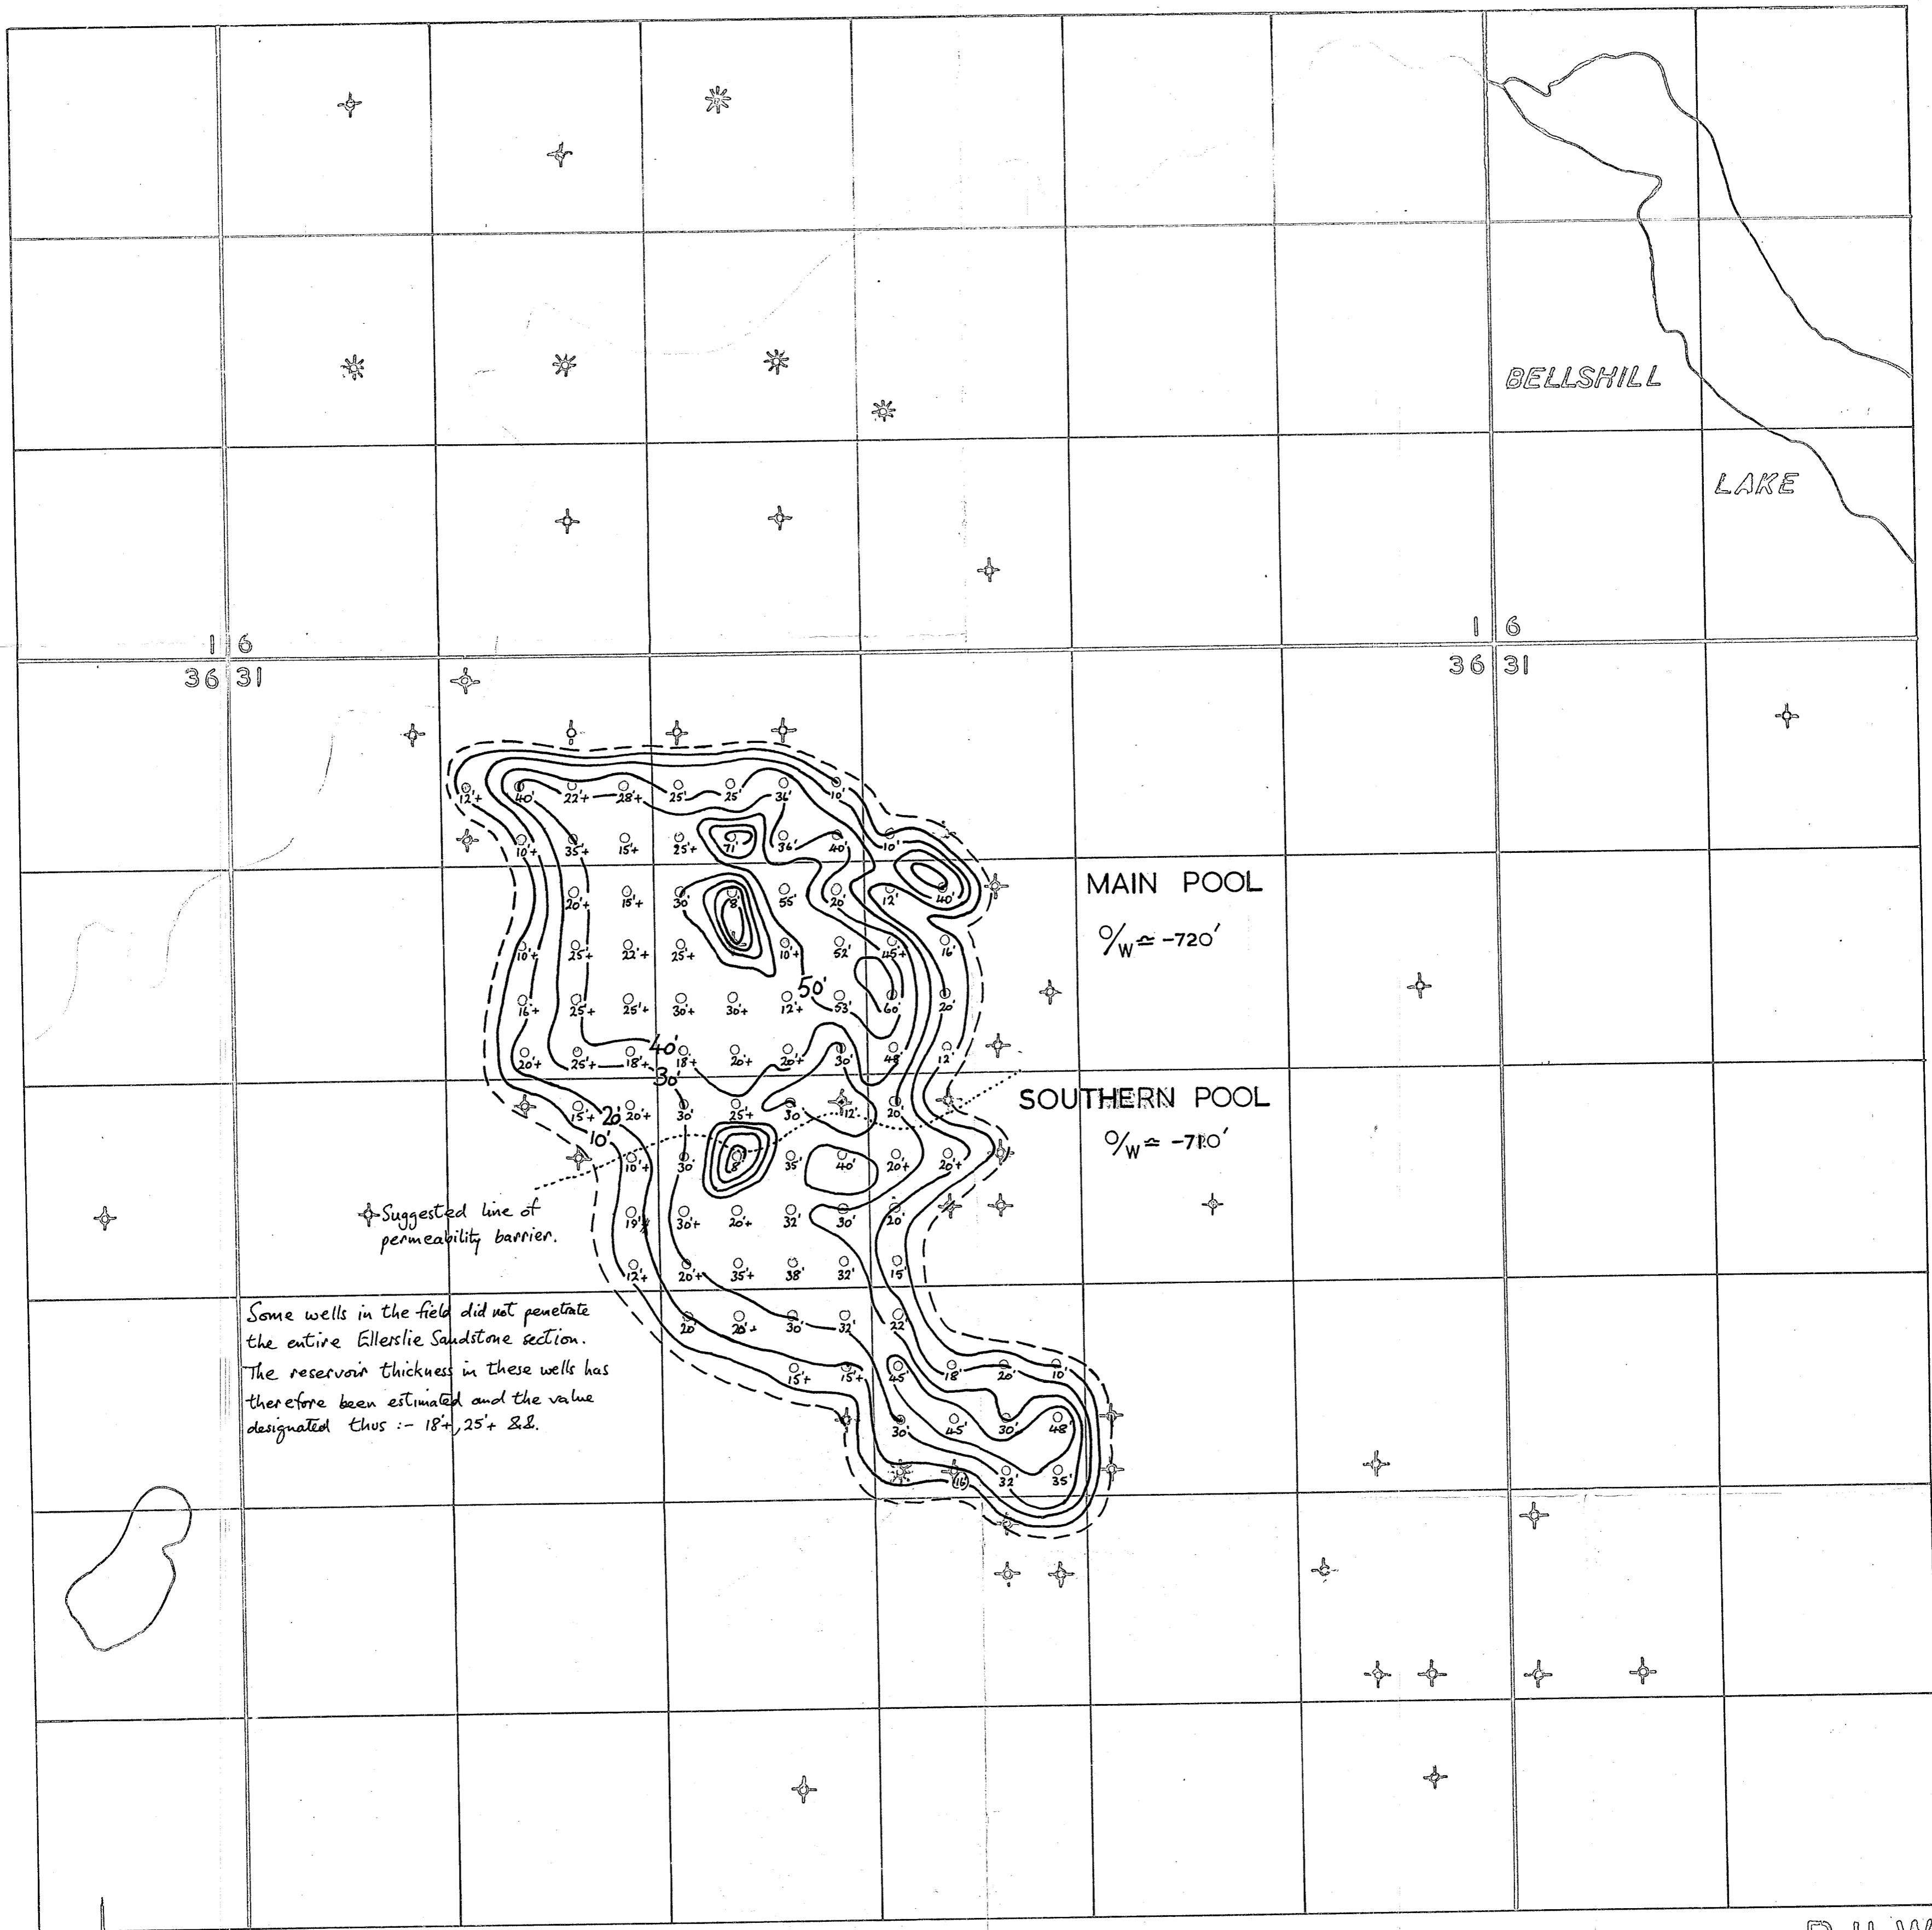 BELLSHILL
LAKE
1 6
1 6
36 31
36 31
12'+ 40' 22'+ 28'+ 25' 25' 36' 10'
10'+ 35'+ 15'+ 25'+ 71' 36' 40' 10'
20'+ 15'+ 30' 8' 55' 20' 12' 40'
MAIN POOL
O/W ≃ -720'
10'+ 25'+ 22'+ 25'+ 10'+ 52' 45'+ 16'
50'
16'+ 25'+ 25'+ 30'+ 30'+ 12'+ 53' 60' 20'
40'
20'+ 25'+ 18'+ 18'+ 20'+ 20'+ 30' 48' 12'
30'
SOUTHERN POOL
O/W ≃ -710'
15'+ 20' 20'+ 30' 25'+ 30' 12' 20'
10'
10'+ 30' 8' 35' 40' 20'+ 20'+
Suggested line of
permeability barrier.
19' 30'+ 20'+ 32' 30' 20'
12'+ 20'+ 35'+ 38' 32' 15'
20' 20'+ 30' 32' 22'
15'+ 15'+ 45' 18' 20' 10'
30' 45' 30' 48'
16' 32' 35'
Some wells in the field did not penetrate
the entire Ellerslie Sandstone section.
The reservoir thickness in these wells has
therefore been estimated and the value
designated thus :- 18'+, 25'+ &&.